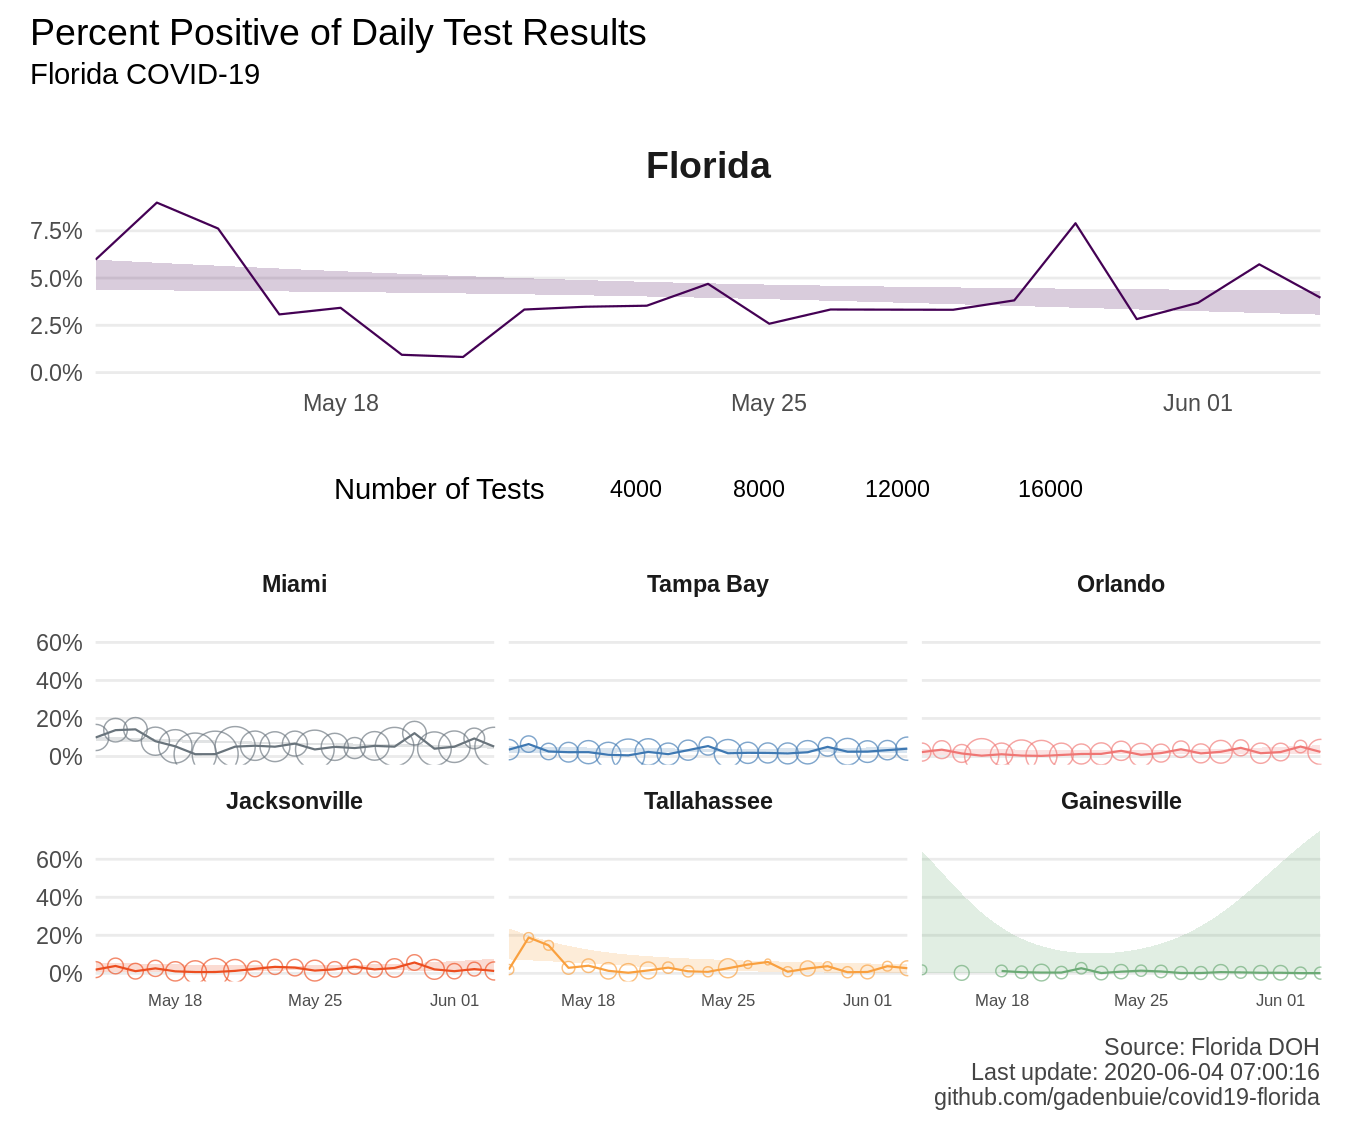 Percent Positive of Daily Test Results
Florida COVID-19
Florida
7.5%
5.0%
2.5%
0.0%
May 18 May 25 Jun 01
Number of Tests 4000 8000 12000 16000
Miami Tampa Bay Orlando
60%
40%
20%
0%
Jacksonville Tallahassee Gainesville
60%
40%
20%
0%
May 18 May 25 Jun 01 May 18 May 25 Jun 01 May 18 May 25 Jun 01
Source: Florida DOH
Last update: 2020-06-04 07:00:16
github.com/gadenbuie/covid19-florida